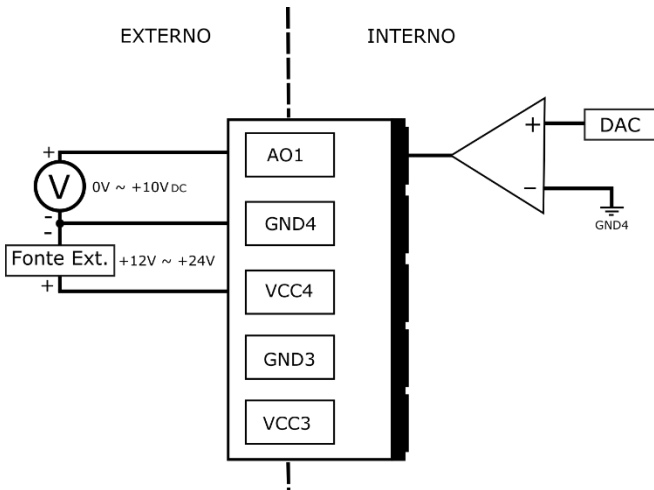 EXTERNO
INTERNO
+
V
0V ~ +10VDC
-
-
Fonte Ext.
+12V ~ +24V
+
AO1
GND4
VCC4
GND3
VCC3
+
-
DAC
GND4